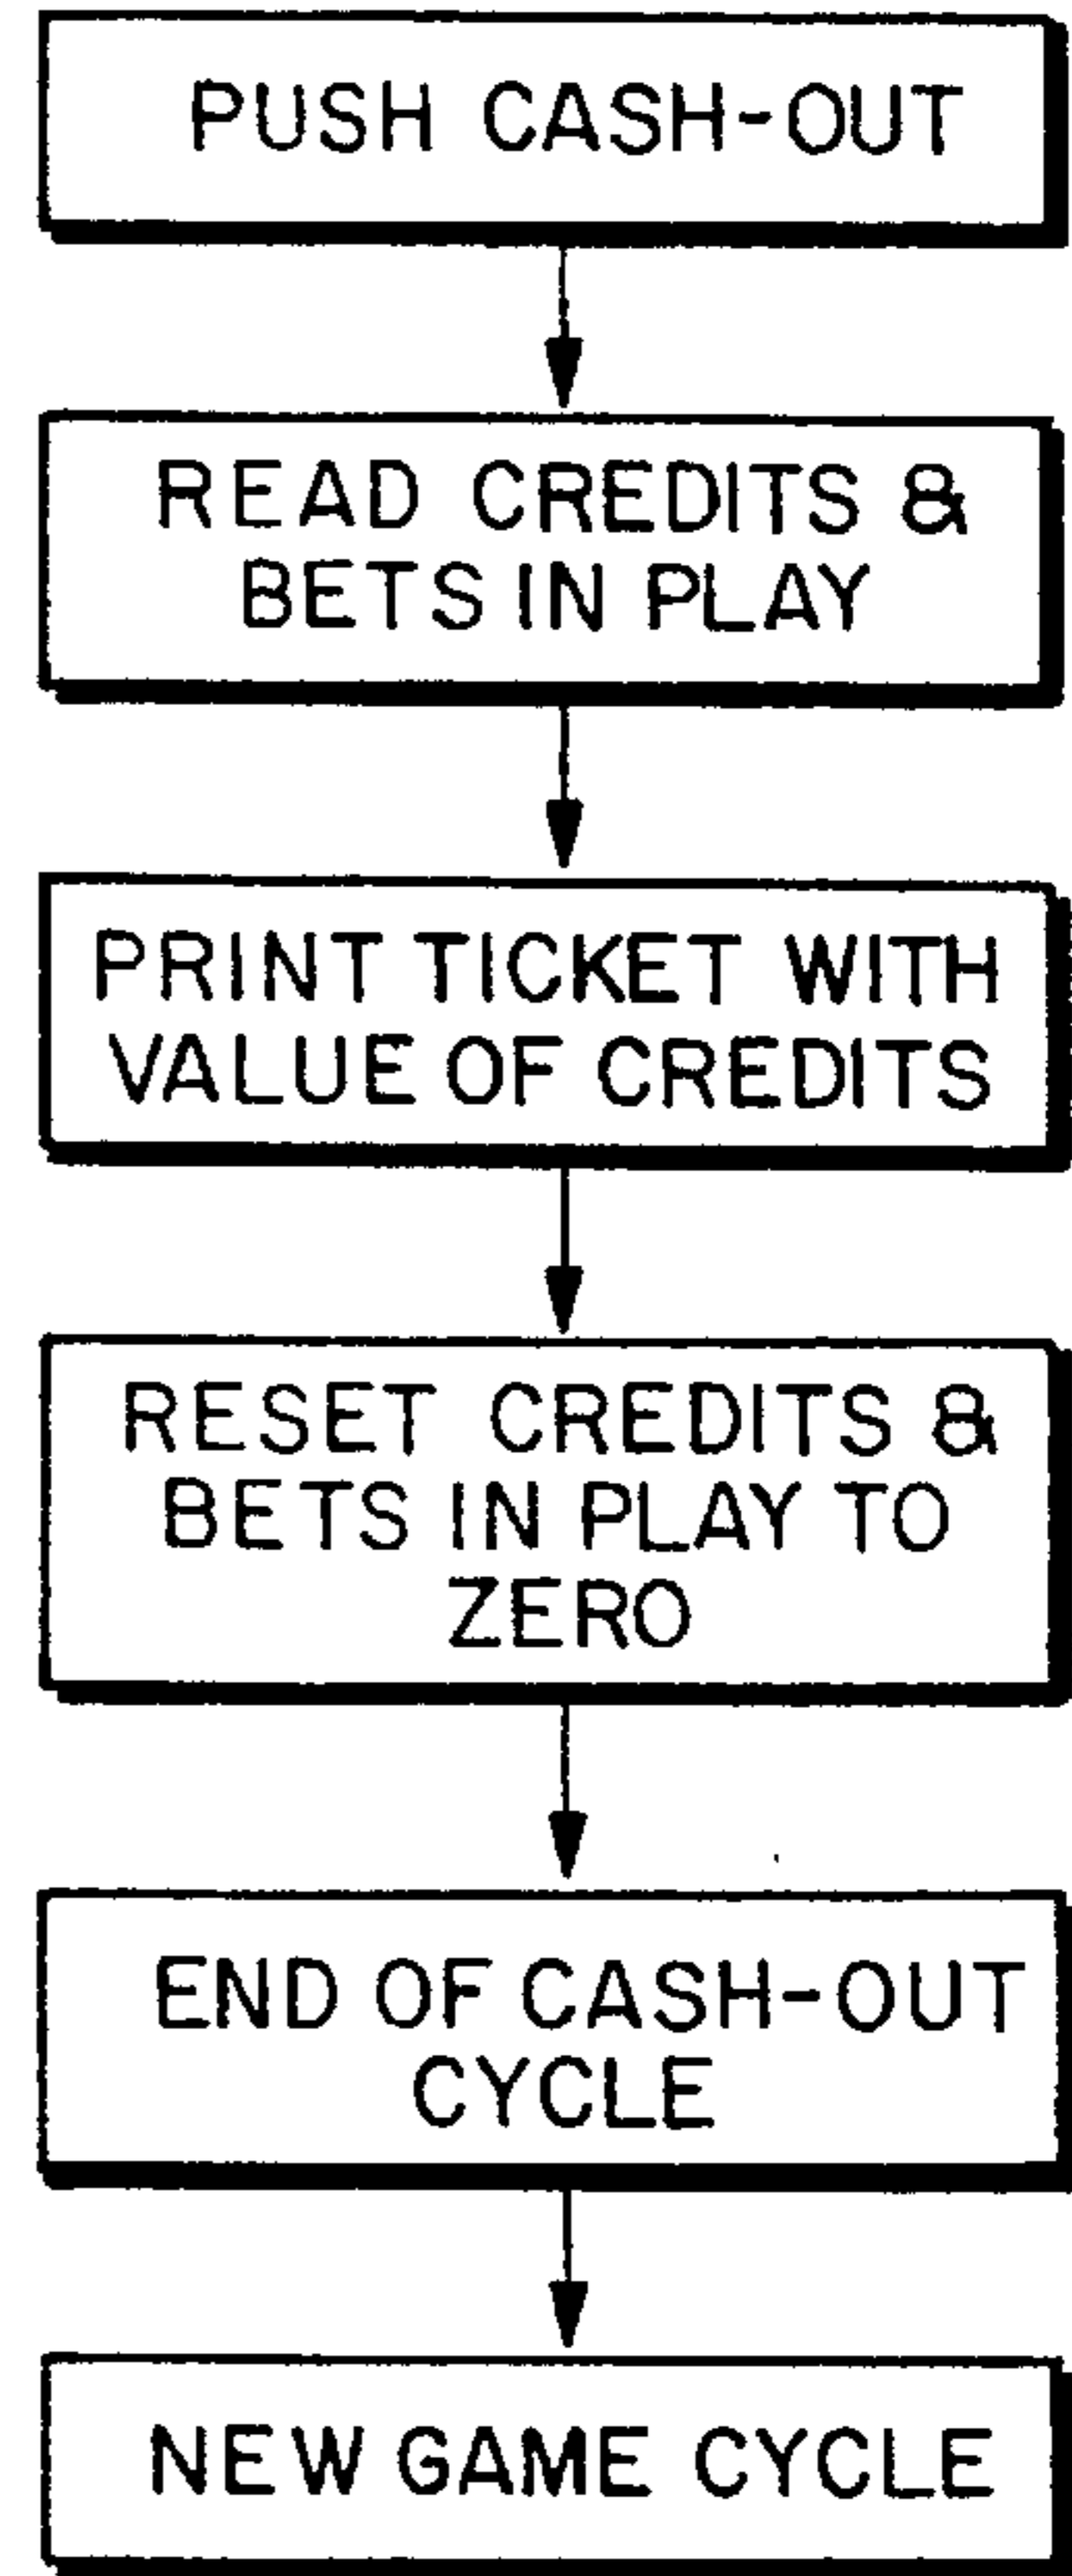 PUSH CASH-OUT
READ CREDITS &
BETS IN PLAY
PRINT TICKET WITH
VALUE OF CREDITS
RESET CREDITS &
BETS IN PLAY TO
ZERO
END OF CASH-OUT
CYCLE
NEW GAME CYCLE